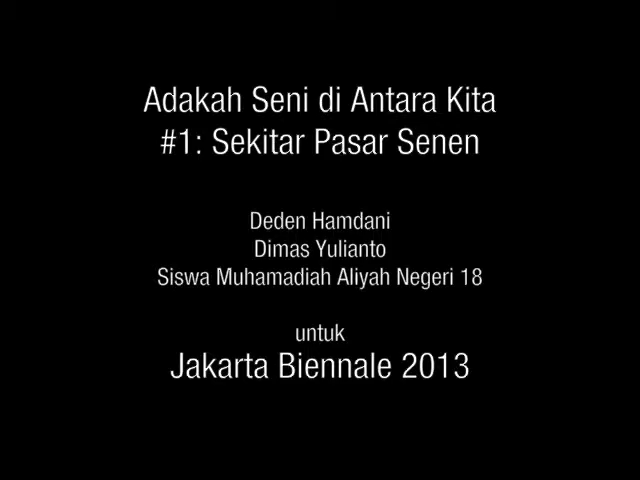 Adakah Seni di Antara Kita
#1: Sekitar Pasar Senen
Deden Hamdani
Dimas Yulianto
Siswa Muhamadiah Aliyah Negeri 18
untuk
Jakarta Biennale 2013